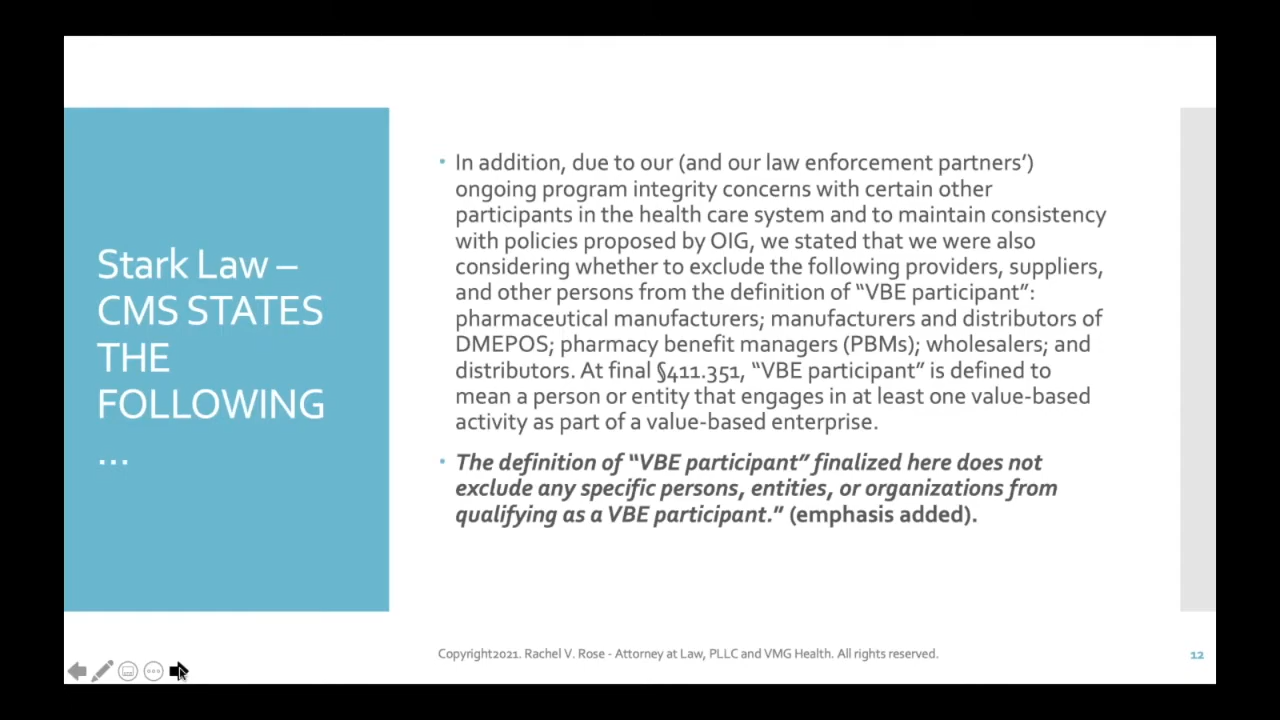 Stark Law –
CMS STATES
THE
FOLLOWING
...
• In addition, due to our (and our law enforcement partners’)
ongoing program integrity concerns with certain other
participants in the health care system and to maintain consistency
with policies proposed by OIG, we stated that we were also
considering whether to exclude the following providers, suppliers,
and other persons from the definition of “VBE participant”:
pharmaceutical manufacturers; manufacturers and distributors of
DMEPOS; pharmacy benefit managers (PBMs); wholesalers; and
distributors. At final §411.351, “VBE participant” is defined to
mean a person or entity that engages in at least one value-based
activity as part of a value-based enterprise.
• The definition of “VBE participant” finalized here does not
exclude any specific persons, entities, or organizations from
qualifying as a VBE participant.” (emphasis added).
Copyright2021. Rachel V. Rose - Attorney at Law, PLLC and VMG Health. All rights reserved.
12